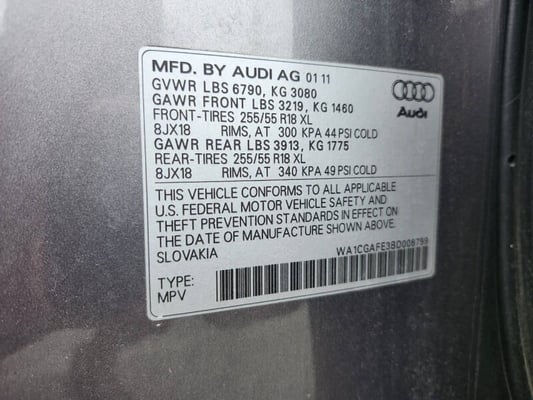 MFD. BY AUDI AG 01 11
GVWR LBS 6790, KG 3080
GAWR FRONT LBS 3219, KG 1460
FRONT-TIRES 255/55 R18 XL
8JX18 RIMS, AT 300 KPA 44 PSI COLD
GAWR REAR LBS 3913, KG 1775
REAR-TIRES 255/55 R18 XL
8JX18 RIMS, AT 340 KPA 49 PSI COLD
Audi
THIS VEHICLE CONFORMS TO ALL APPLICABLE
U.S. FEDERAL MOTOR VEHICLE SAFETY AND
THEFT PREVENTION STANDARDS IN EFFECT ON
THE DATE OF MANUFACTURE SHOWN ABOVE.
SLOVAKIA
WA1CGAFE3BD006799
TYPE:
MPV